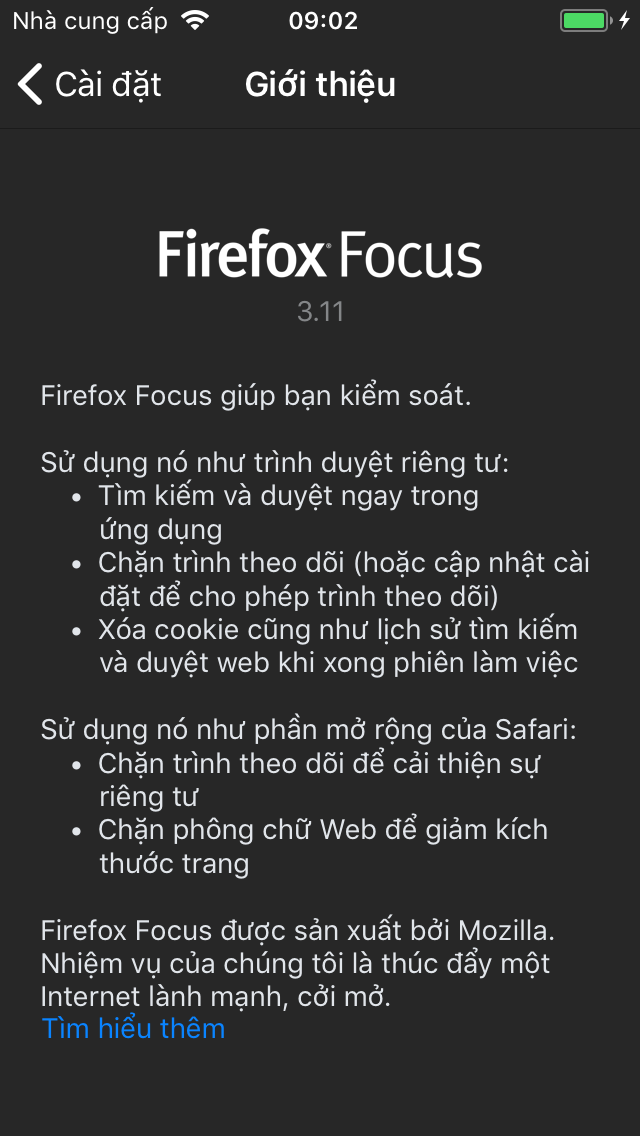 Nhà cung cấp 09:02
Cài đặt Giới thiệu
Firefox Focus
3.11
Firefox Focus giúp bạn kiểm soát.
Sử dụng nó như trình duyệt riêng tư:
• Tìm kiếm và duyệt ngay trong
ứng dụng
• Chặn trình theo dõi (hoặc cập nhật cài
đặt để cho phép trình theo dõi)
• Xóa cookie cũng như lịch sử tìm kiếm
và duyệt web khi xong phiên làm việc
Sử dụng nó như phần mở rộng của Safari:
• Chặn trình theo dõi để cải thiện sự
riêng tư
• Chặn phông chữ Web để giảm kích
thước trang
Firefox Focus được sản xuất bởi Mozilla.
Nhiệm vụ của chúng tôi là thúc đẩy một
Internet lành mạnh, cởi mở.
Tìm hiểu thêm